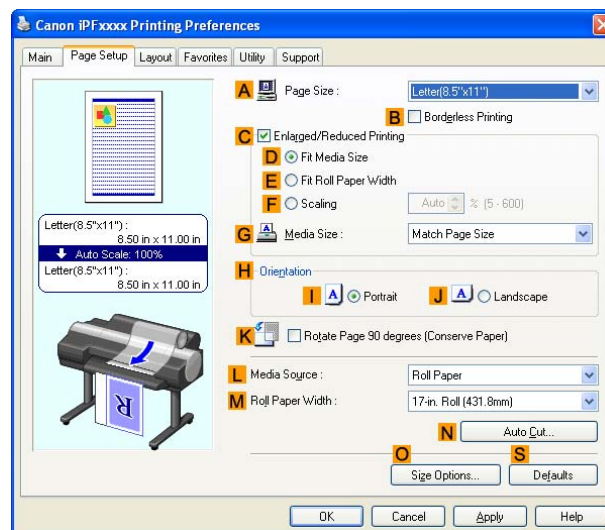 Canon iPFxxxx Printing Preferences
Main Page Setup Layout Favorites Utility Support
A Page Size : Letter(8.5"x11")
B Borderless Printing
C Enlarged/Reduced Printing
D Fit Media Size
E Fit Roll Paper Width
F Scaling Auto % (5 - 600)
G Media Size : Match Page Size
Letter(8.5"x11") :
8.50 in x 11.00 in
Auto Scale: 100%
Letter(8.5"x11") :
8.50 in x 11.00 in
H Orientation
I A Portrait J A Landscape
K Rotate Page 90 degrees (Conserve Paper)
R
L Media Source : Roll Paper
M Roll Paper Width : 17-in. Roll (431.8mm)
N Auto Cut...
O S
Size Options... Defaults
OK Cancel Apply Help